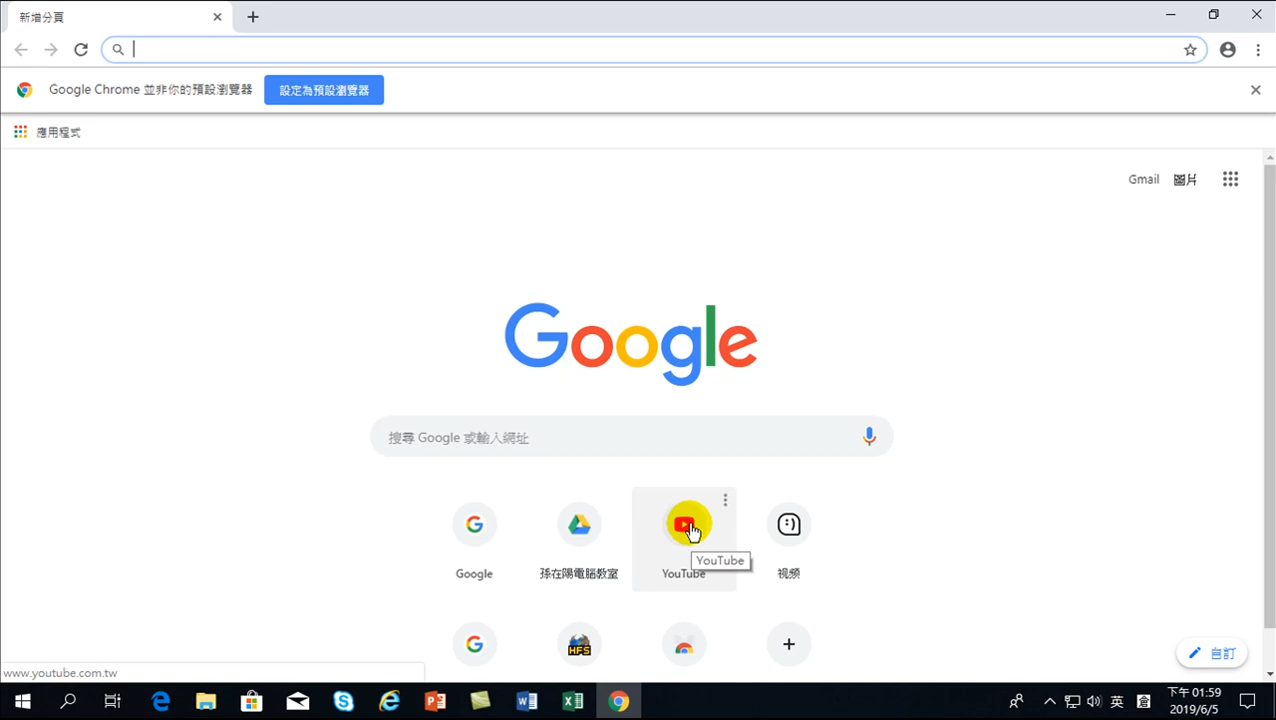 新增分頁
Google Chrome 並非你的預設瀏覽器
設定為預設瀏覽器
應用程式
Gmail
圖片
Google
搜尋 Google 或輸入網址
Google
孫在陽電腦教室
YouTube
YouTube
視頻
HFS
自訂
www.youtube.com.tw
英
倉
下午 01:59
2019/6/5